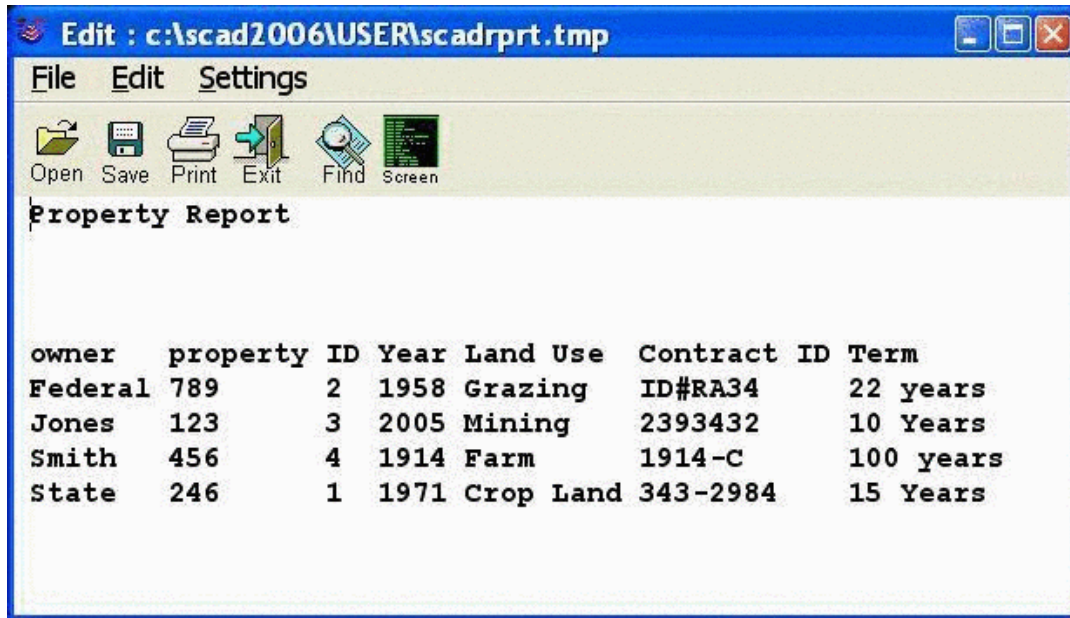 Edit : c:\scad2006\USER\scadrprt.tmp
File Edit Settings
Open Save Print Exit Find Screen
Property Report
owner property ID Year Land Use Contract ID Term
Federal 789 2 1958 Grazing ID#RA34 22 years
Jones 123 3 2005 Mining 2393432 10 Years
Smith 456 4 1914 Farm 1914-C 100 years
State 246 1 1971 Crop Land 343-2984 15 Years